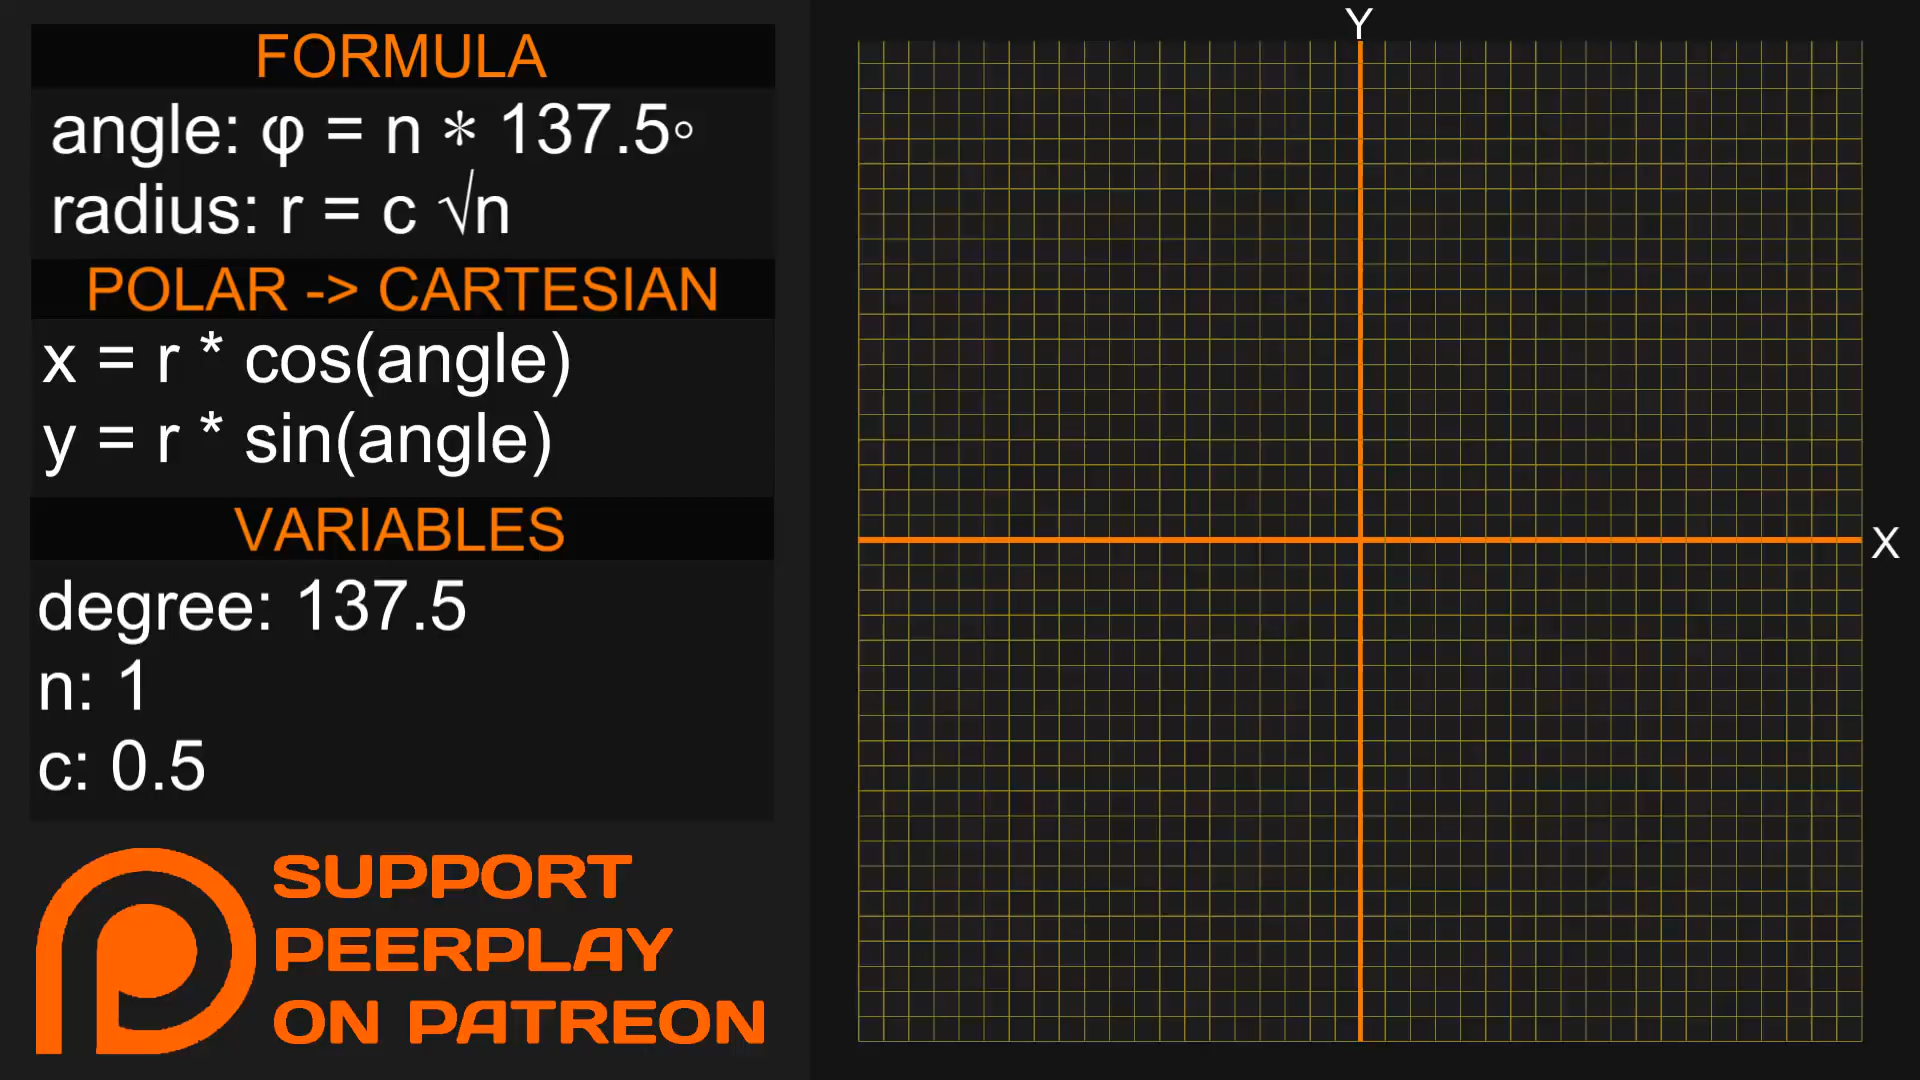 FORMULA
angle: φ = n * 137.5°
radius: r = c √n
POLAR -> CARTESIAN
x = r * cos(angle)
y = r * sin(angle)
VARIABLES
degree: 137.5
n: 1
c: 0.5
SUPPORT
PEERPLAY
ON PATREON
Y
X